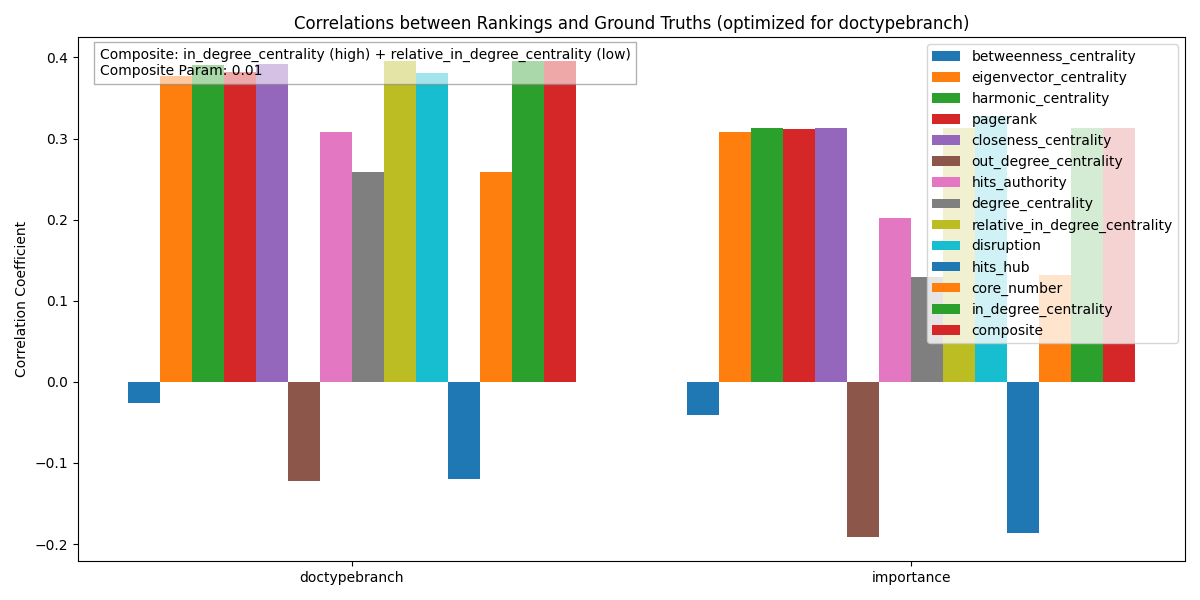 Correlations between Rankings and Ground Truths (optimized for doctypebranch)
Composite: in_degree_centrality (high) + relative_in_degree_centrality (low)
Composite Param: 0.01
betweenness_centrality
eigenvector_centrality
harmonic_centrality
pagerank
closeness_centrality
out_degree_centrality
hits_authority
degree_centrality
relative_in_degree_centrality
disruption
hits_hub
core_number
in_degree_centrality
composite
Correlation Coefficient
0.4
0.3
0.2
0.1
0.0
−0.1
−0.2
doctypebranch
importance